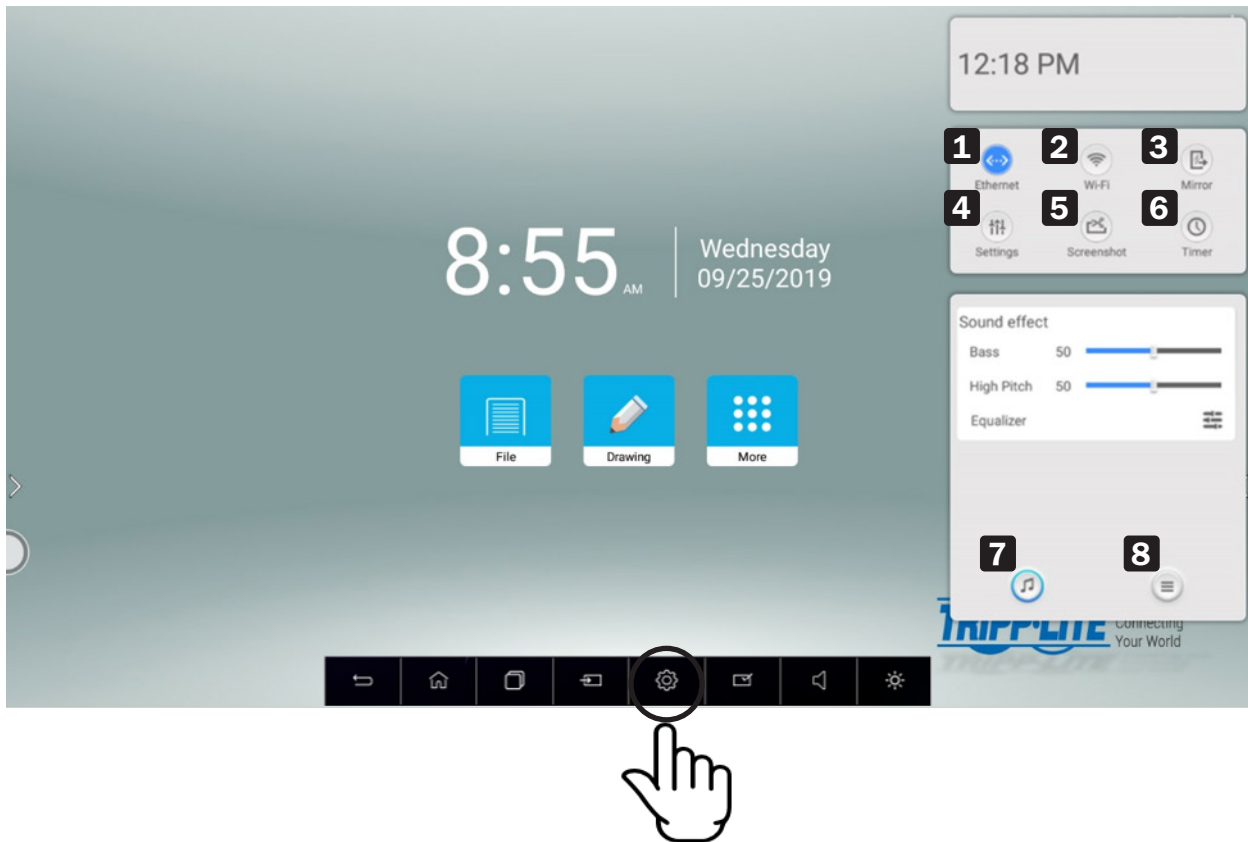 12:18 PM
1 2 3
Ethernet Wi-Fi Mirror
4 5 6
Settings Screenshot Timer
8:55 AM
Wednesday
09/25/2019
Sound effect
Bass 50
High Pitch 50
Equalizer
File Drawing More
7 8
TRIPP·LITE
Connecting
Your World